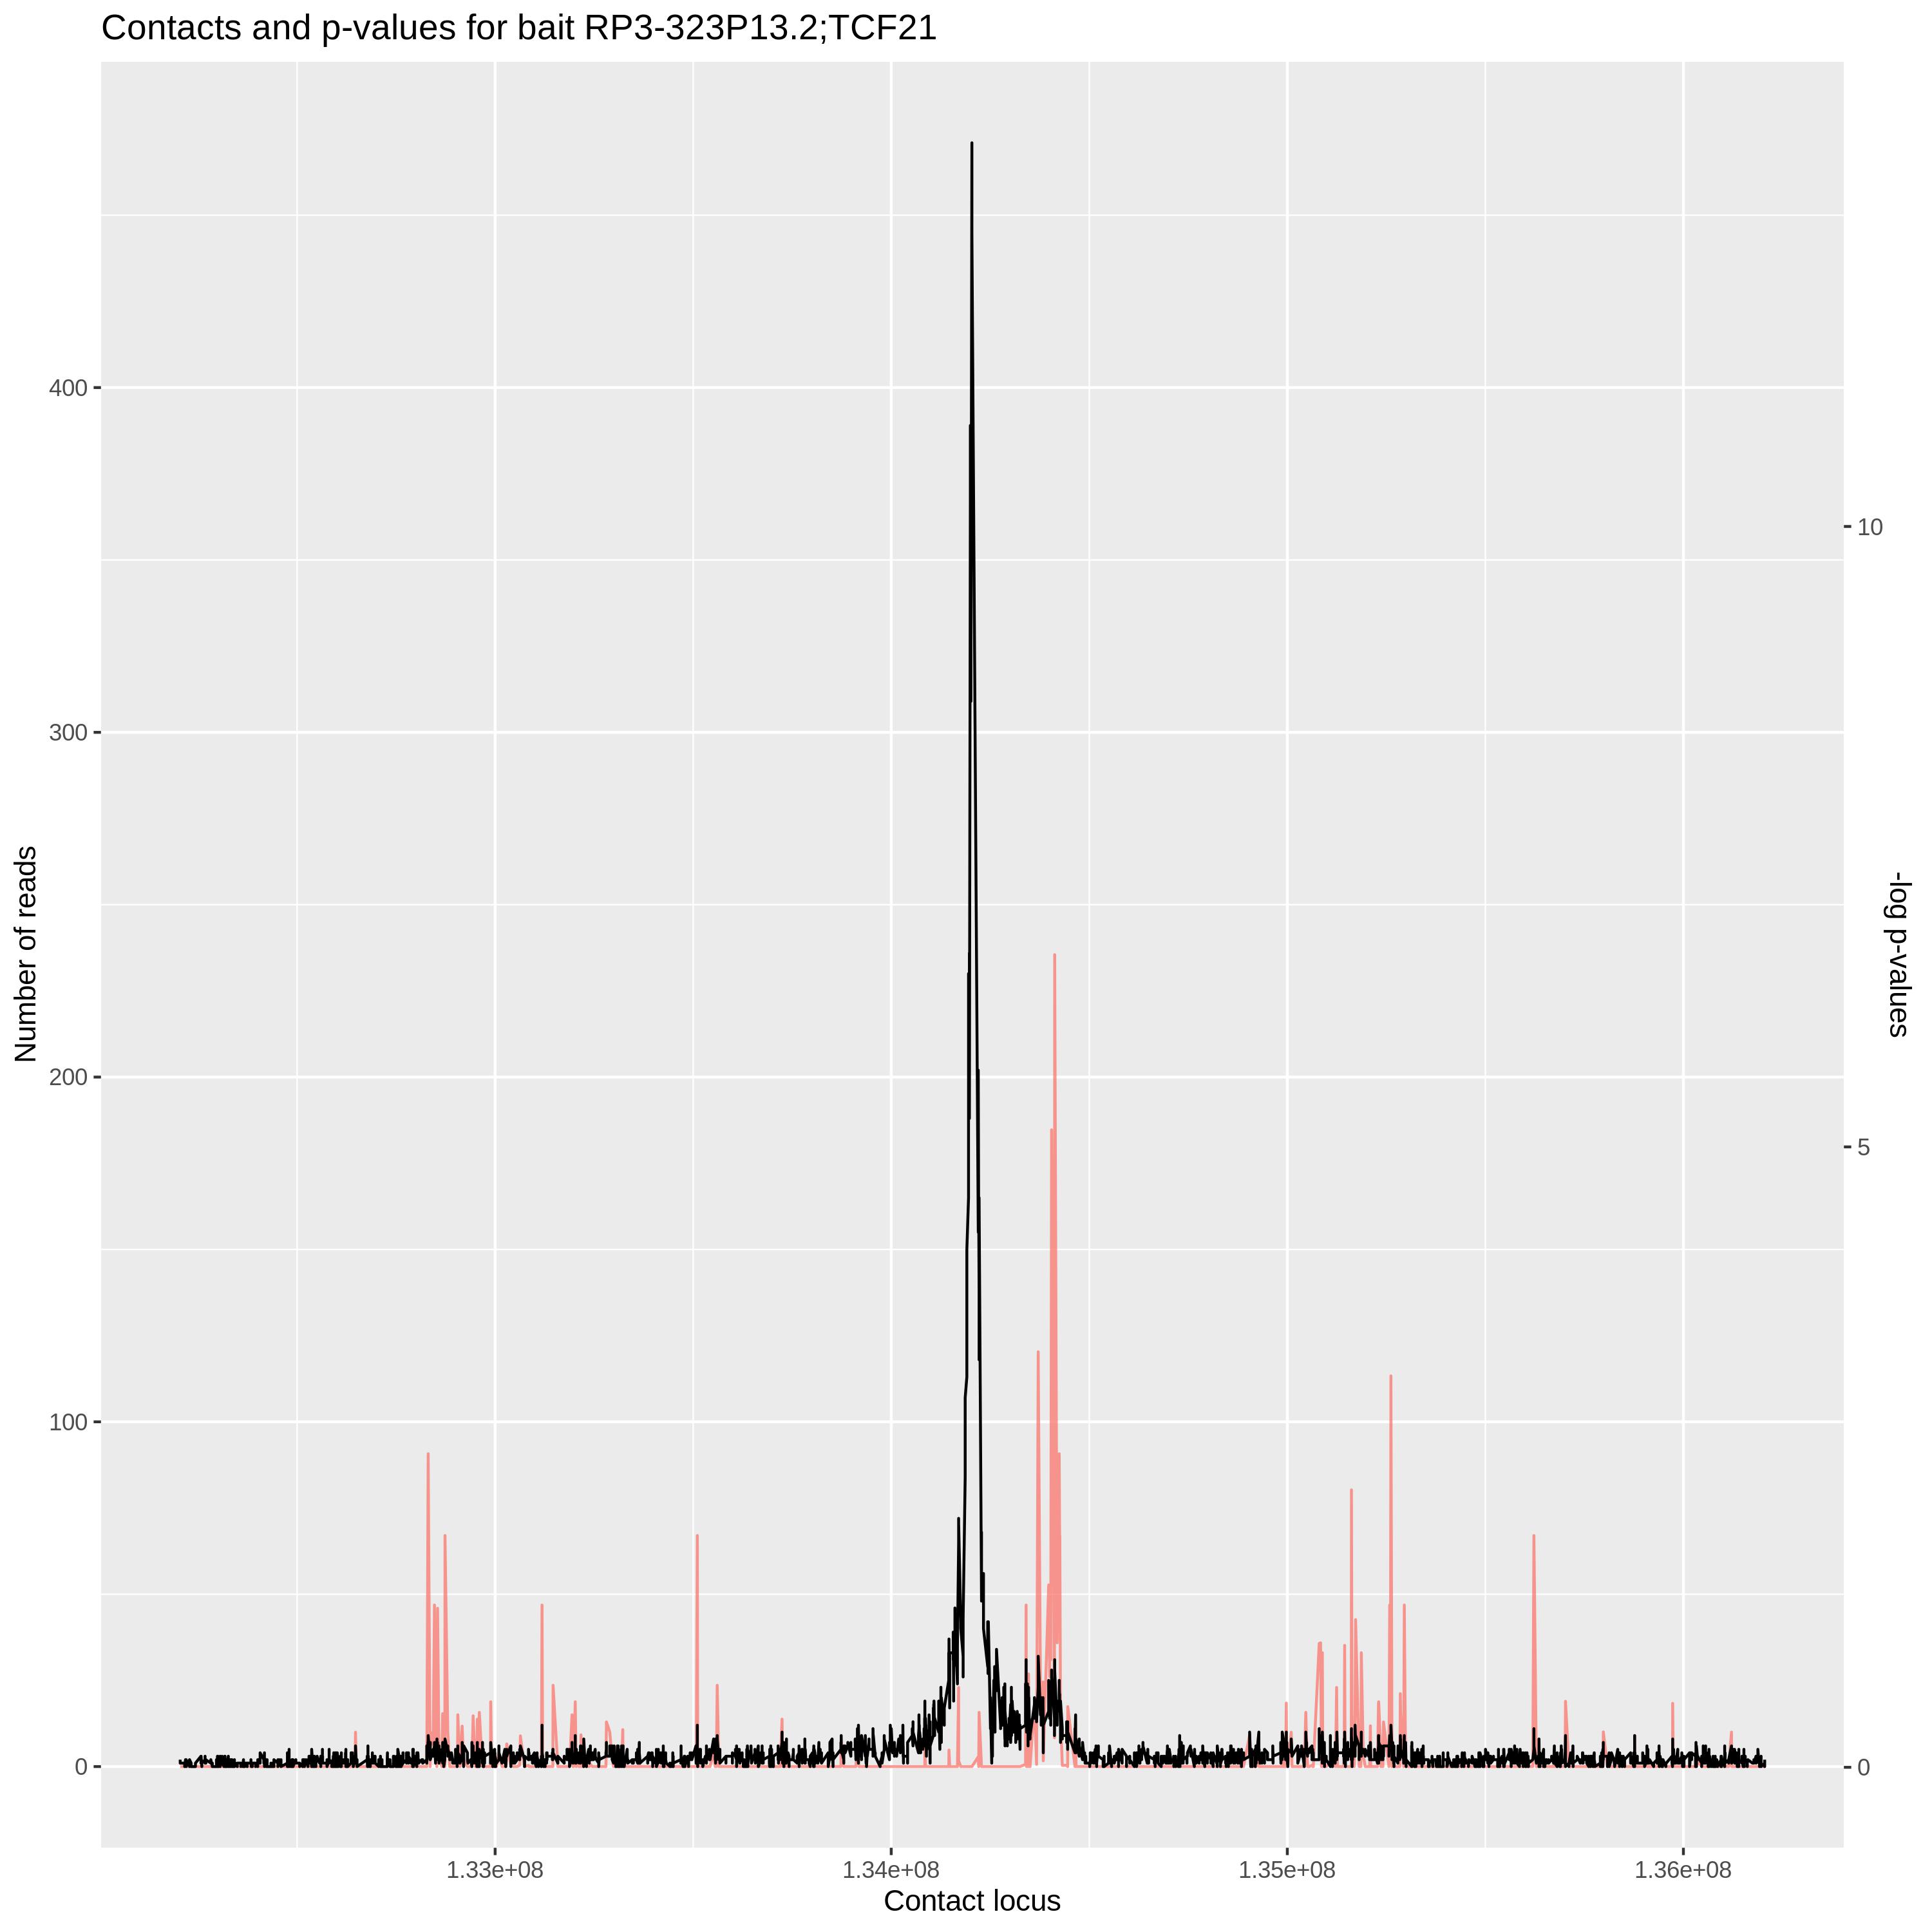 Contacts and p-values for bait RP3-323P13.2;TCF21
400
300
200
100
0
Number of reads
10
5
0
-log p-values
1.33e+08
1.34e+08
1.35e+08
1.36e+08
Contact locus